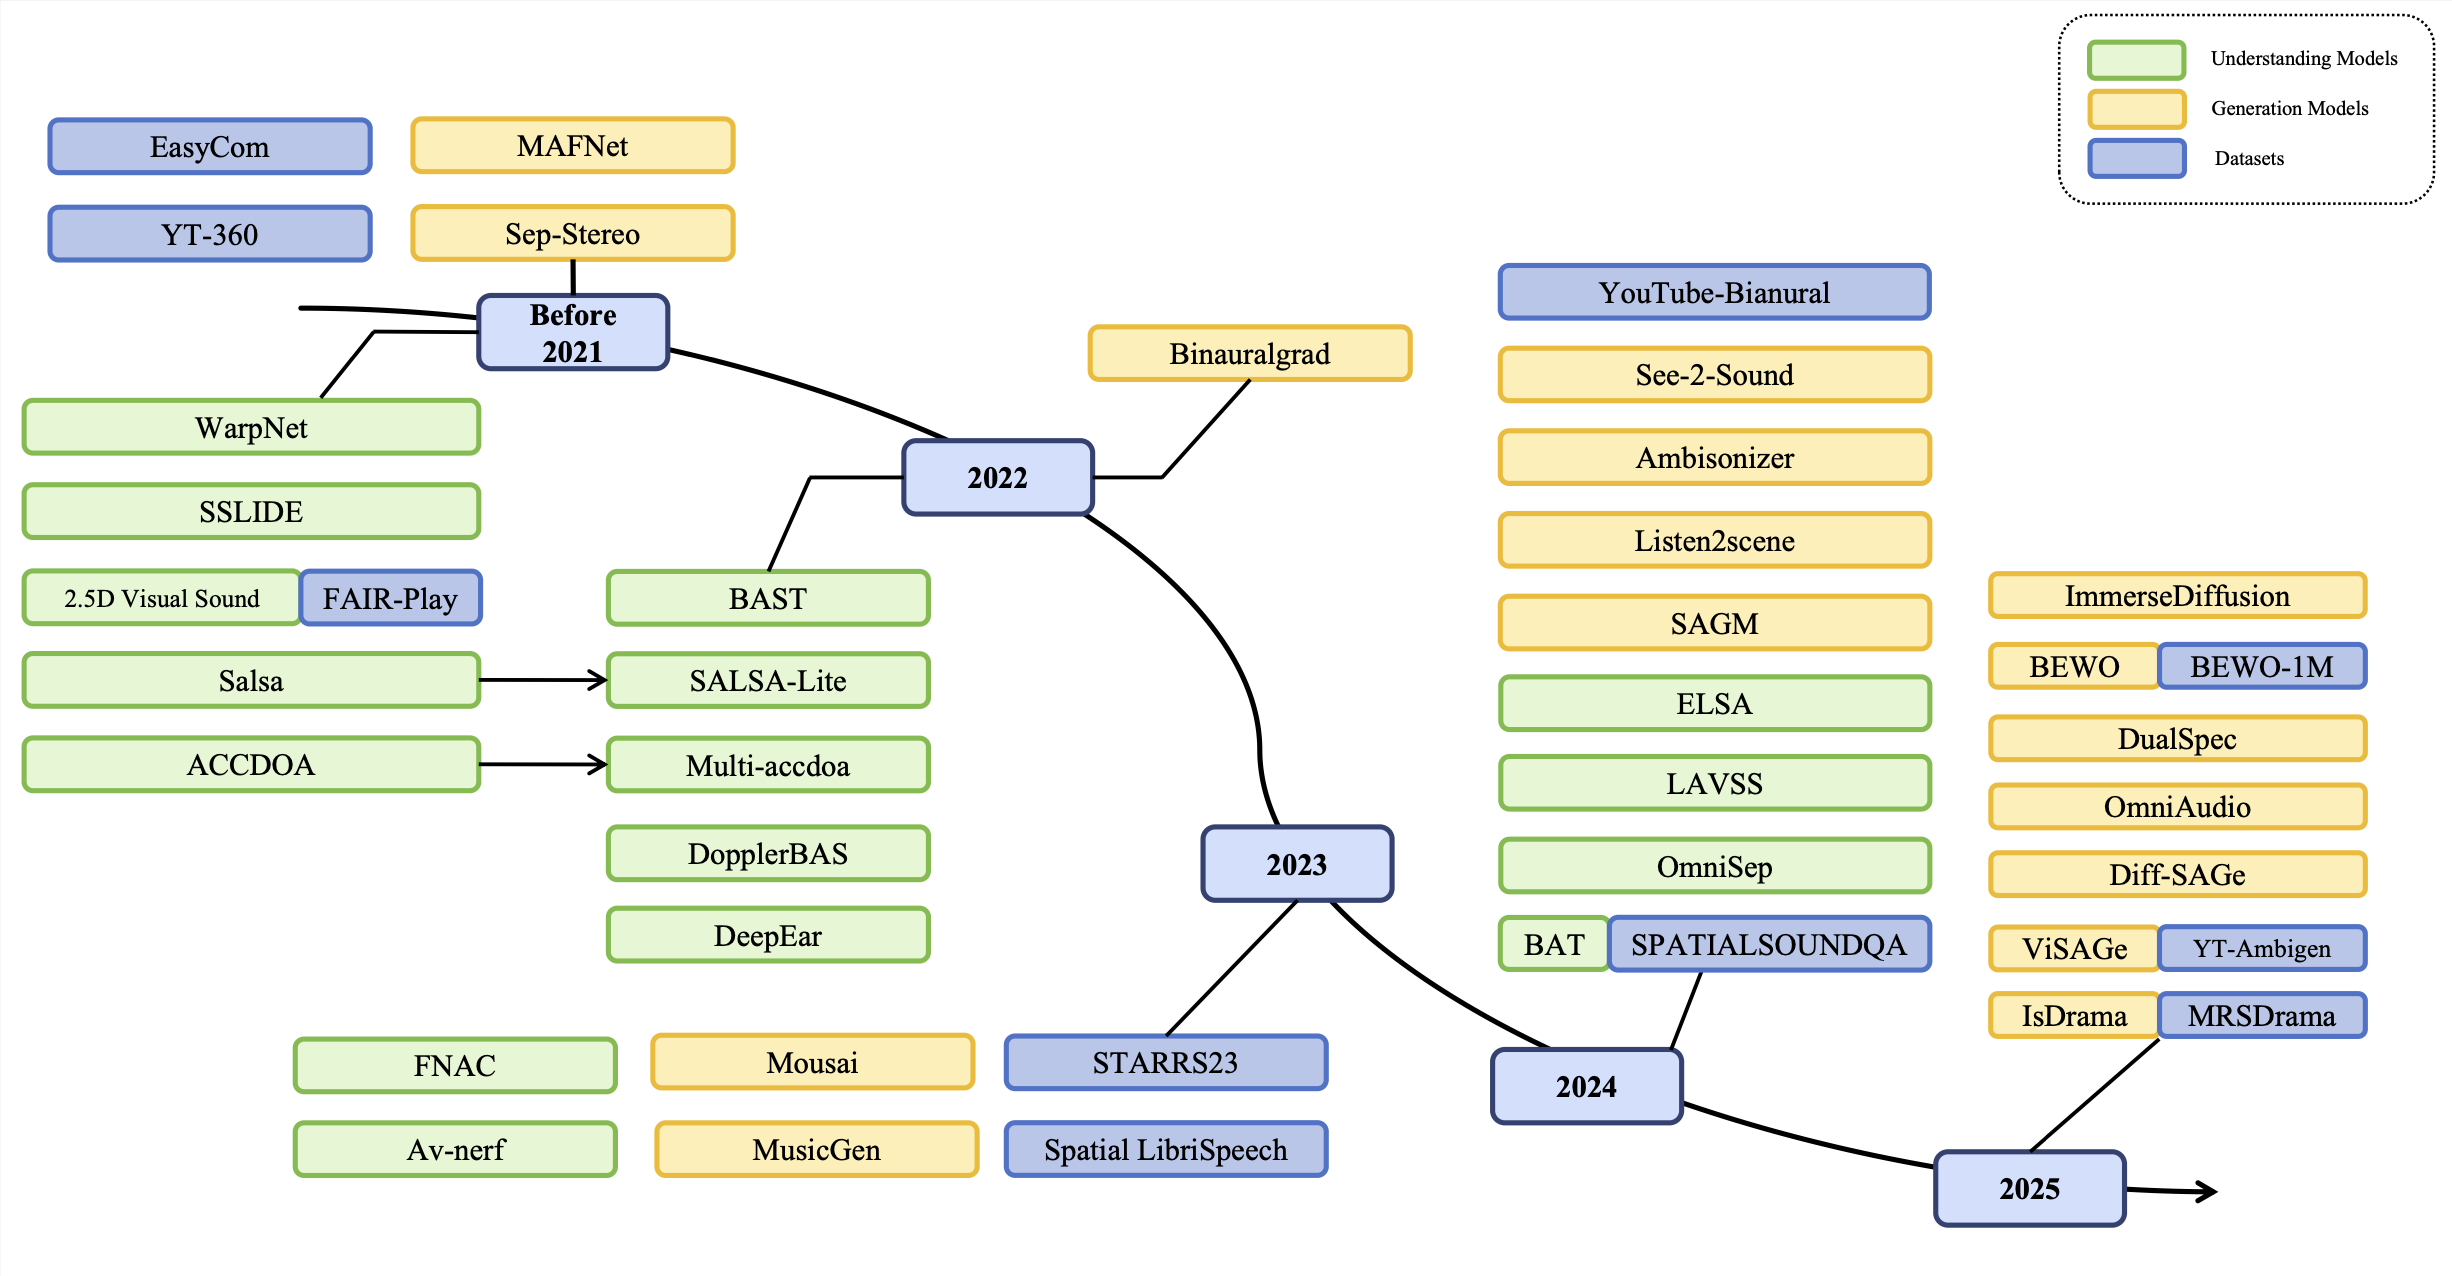 Understanding Models
Generation Models
Datasets
EasyCom
MAFNet
YT-360
Sep-Stereo
Before
2021
WarpNet
SSLIDE
2.5D Visual Sound
FAIR-Play
Salsa
ACCDOA
Binauralgrad
2022
BAST
SALSA-Lite
Multi-accdoa
DopplerBAS
DeepEar
2023
FNAC
Mousai
STARRS23
Av-nerf
MusicGen
Spatial LibriSpeech
YouTube-Bianural
See-2-Sound
Ambisonizer
Listen2scene
SAGM
ELSA
LAVSS
OmniSep
BAT
SPATIALSOUNDQA
2024
ImmerseDiffusion
BEWO
BEWO-1M
DualSpec
OmniAudio
Diff-SAGe
ViSAGe
YT-Ambigen
IsDrama
MRSDrama
2025